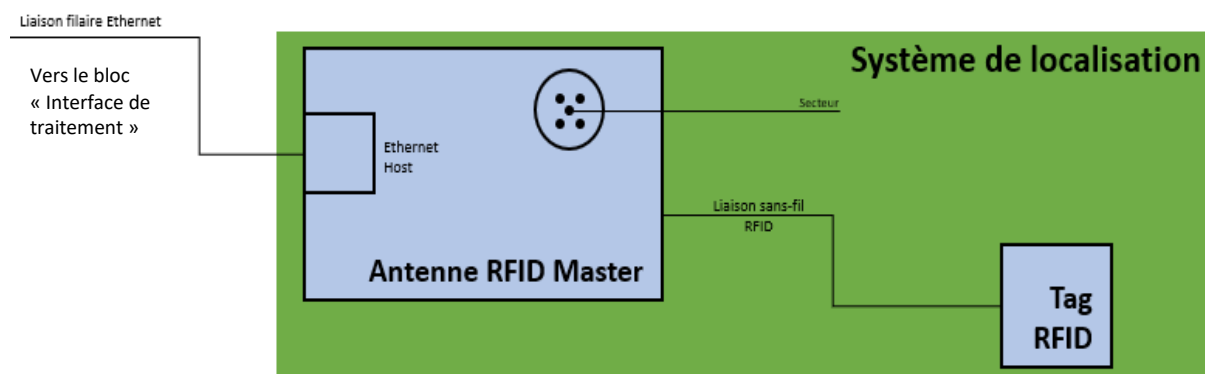 Liaison filaire Ethernet
Vers le bloc
« Interface de
traitement »
Système de localisation
Secteur
Ethernet
Host
Liaison sans-fil
RFID
Antenne RFID Master
Tag
RFID